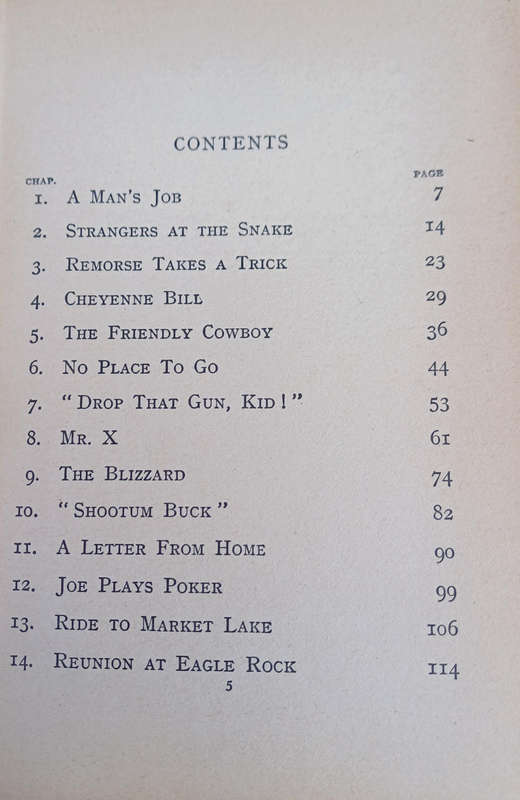 CONTENTS
CHAP. PAGE
1. A Man's Job 7
2. Strangers at the Snake 14
3. Remorse Takes a Trick 23
4. Cheyenne Bill 29
5. The Friendly Cowboy 36
6. No Place To Go 44
7. "Drop That Gun, Kid!" 53
8. Mr. X 61
9. The Blizzard 74
10. "Shootum Buck" 82
11. A Letter From Home 90
12. Joe Plays Poker 99
13. Ride to Market Lake 106
14. Reunion at Eagle Rock 114
5